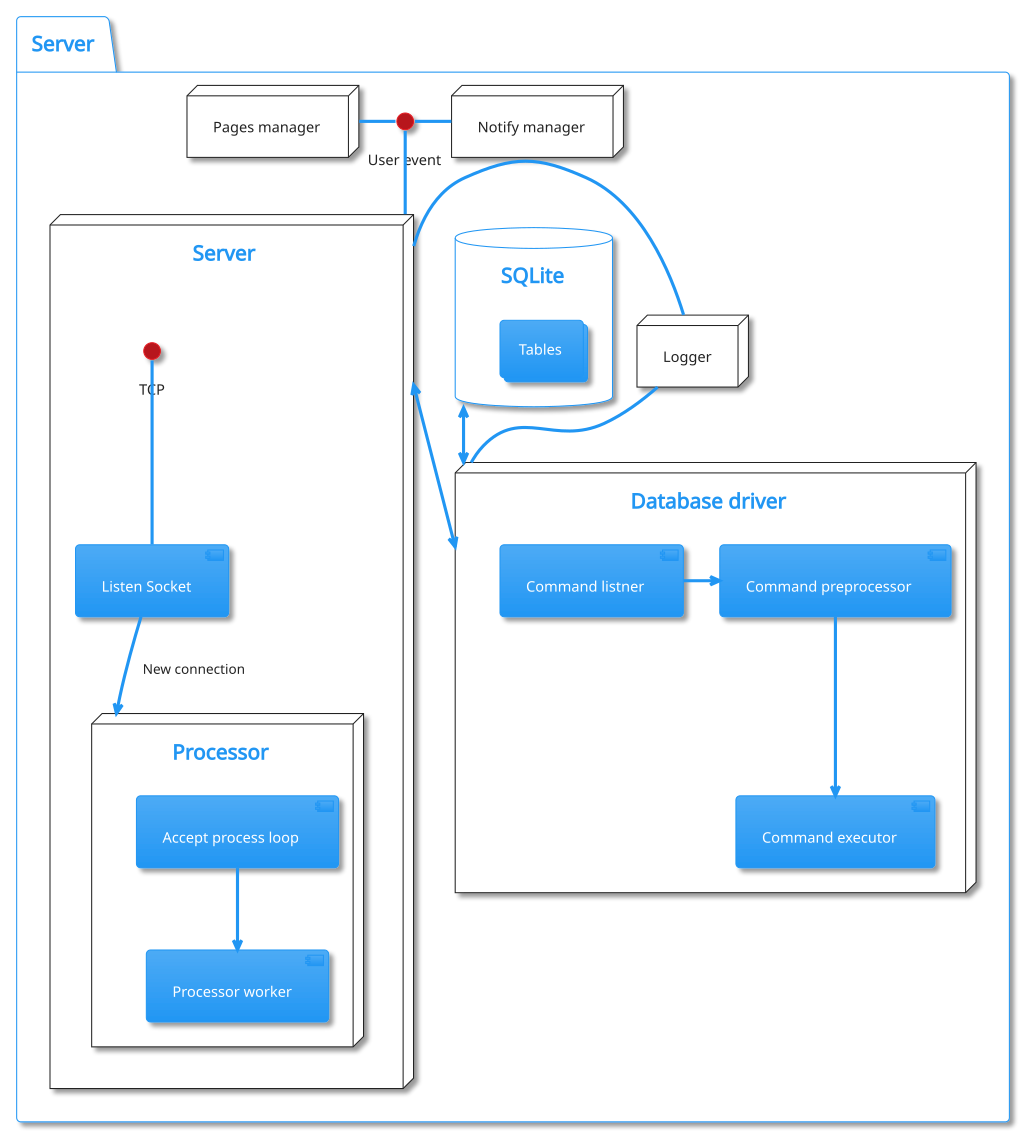 Server
Pages manager
Notify manager
User event
Server
SQLite
Tables
Logger
TCP
Database driver
Listen Socket
Command listner
Command preprocessor
New connection
Processor
Accept process loop
Command executor
Processor worker